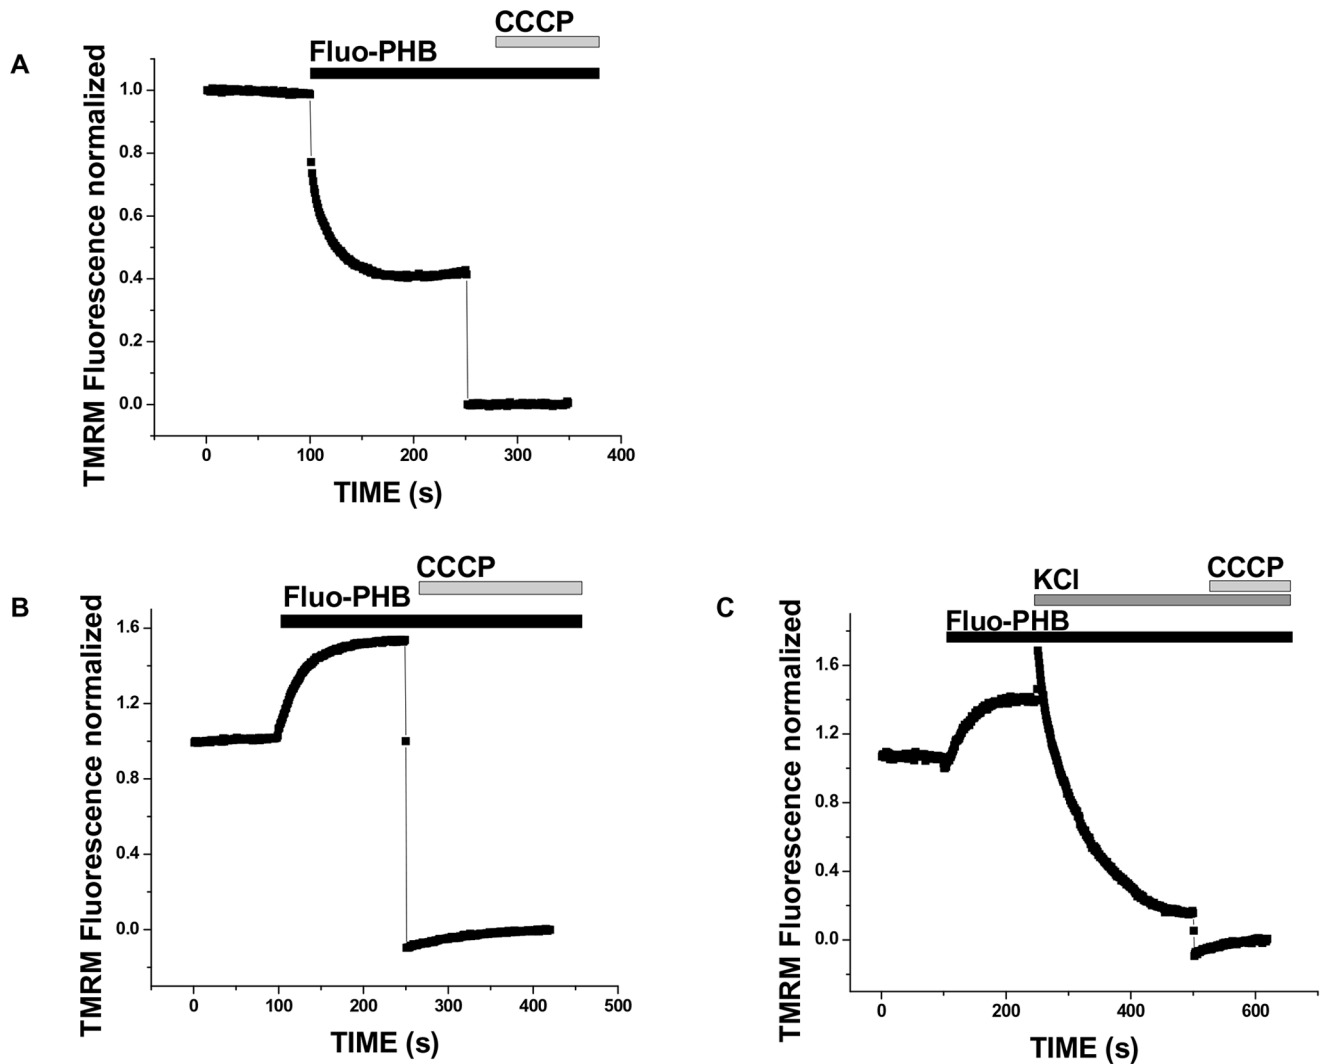 A
CCCP
Fluo-PHB
TMRM Fluorescence normalized
1.0
0.8
0.6
0.4
0.2
0.0
0 100 200 300 400
TIME (s)
B
CCCP
Fluo-PHB
TMRM Fluorescence normalized
1.6
1.2
0.8
0.4
0.0
0 100 200 300 400 500
TIME (s)
C
CCCP
KCl
Fluo-PHB
TMRM Fluorescence normalized
1.6
1.2
0.8
0.4
0.0
0 200 400 600
TIME (s)